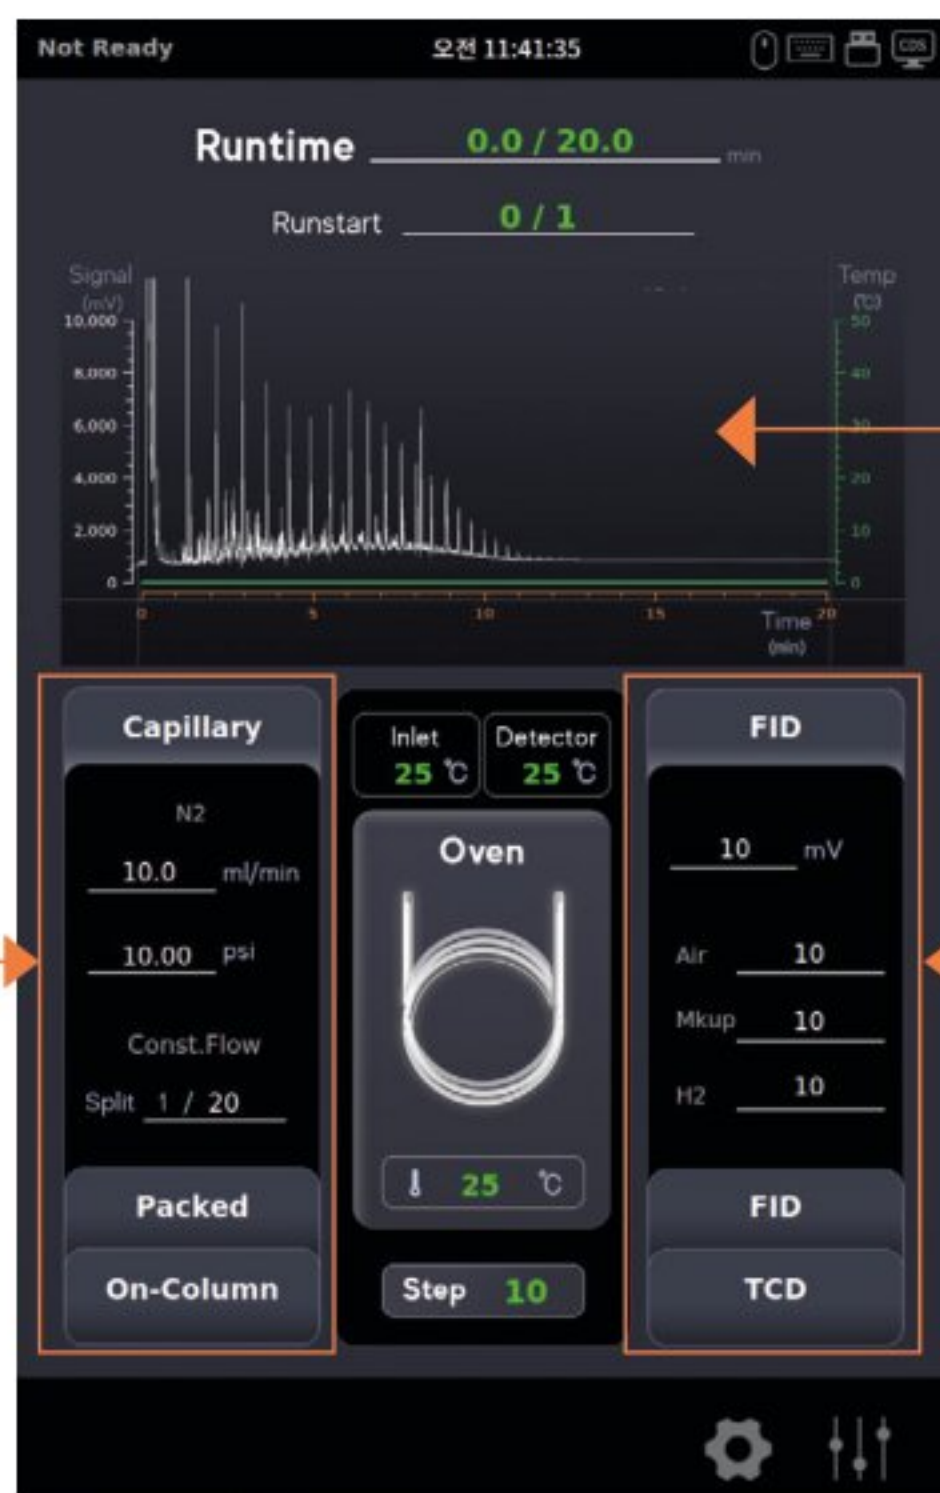 Not Ready 오전 11:41:35 CDS
Runtime 0.0 / 20.0 min
Runstart 0 / 1
Signal
(mV)
Temp
(℃)
10,000
8,000
6,000
4,000
2,000
0
50
40
30
20
10
0
0 5 10 15 20
Time
(min)
Capillary
N2
10.0 ml/min
10.00 psi
Const.Flow
Split 1 / 20
Packed
On-Column
Inlet
25 ℃
Detector
25 ℃
Oven
25 ℃
Step 10
FID
10 mV
Air 10
Mkup 10
H2 10
FID
TCD